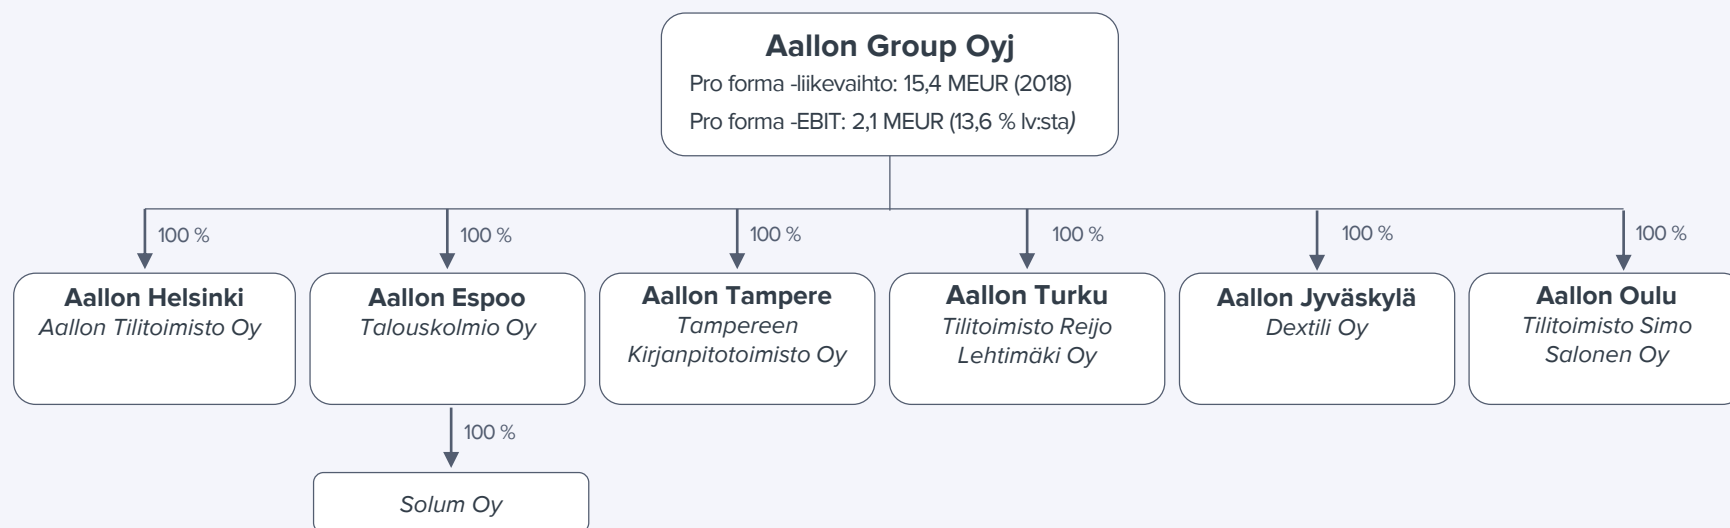 Aallon Group Oyj
Pro forma -liikevaihto: 15,4 MEUR (2018)
Pro forma -EBIT: 2,1 MEUR (13,6 % lv:sta)
100 %
100 %
100 %
100 %
100 %
100 %
Aallon Helsinki
Aallon Tilitoimisto Oy
Aallon Espoo
Talouskolmio Oy
Aallon Tampere
Tampereen
Kirjanpitotoimisto Oy
Aallon Turku
Tilitoimisto Reijo
Lehtimäki Oy
Aallon Jyväskylä
Dextili Oy
Aallon Oulu
Tilitoimisto Simo
Salonen Oy
100 %
Solum Oy